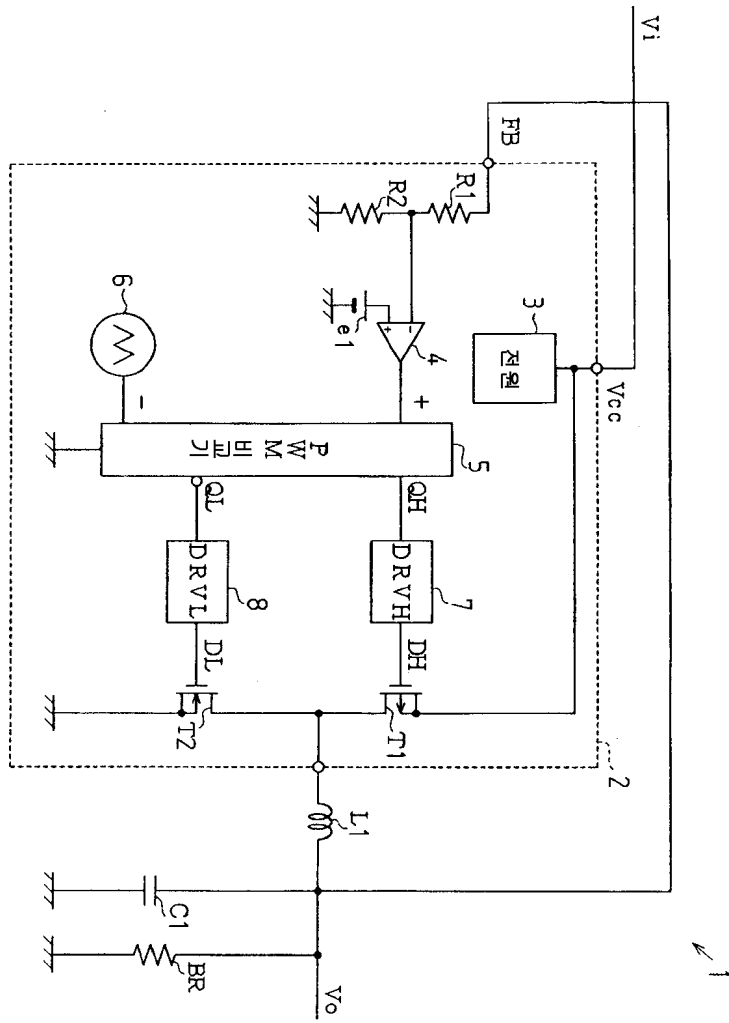 Vi
FB
R1
R2
e1
3
전원
Vcc
4
+
-
+
-
6
PWM 비교기
5
QH
QL
DRVH
7
DRVL
8
DH
DL
T1
T2
2
L1
C1
BR
Vo
1